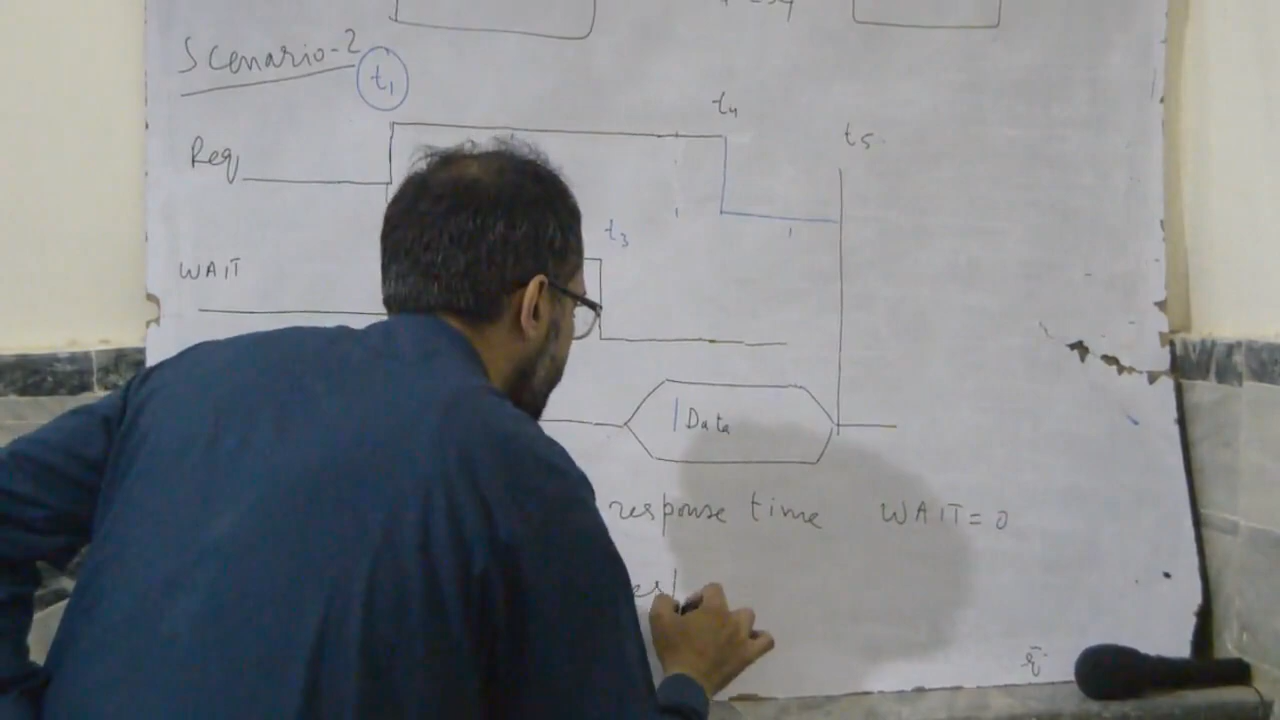 Scenario-2
t1
t4
t5
Req
t3
WAIT
Data
response time WAIT=0